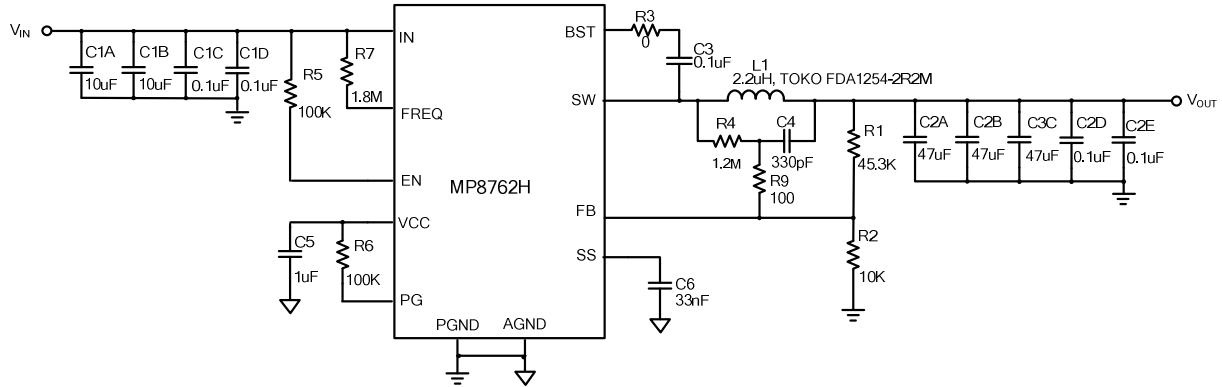 VIN
C1A
10uF
C1B
10uF
C1C
0.1uF
C1D
0.1uF
R5
100K
R7
1.8M
IN
FREQ
EN
VCC
PG
C5
1uF
R6
100K
MP8762H
PGND
AGND
BST
SW
FB
SS
R3
0
C3
0.1uF
L1
2.2uH, TOKO FDA1254-2R2M
R4
1.2M
C4
330pF
R9
100
R1
45.3K
R2
10K
C6
33nF
C2A
47uF
C2B
47uF
C3C
47uF
C2D
0.1uF
C2E
0.1uF
VOUT